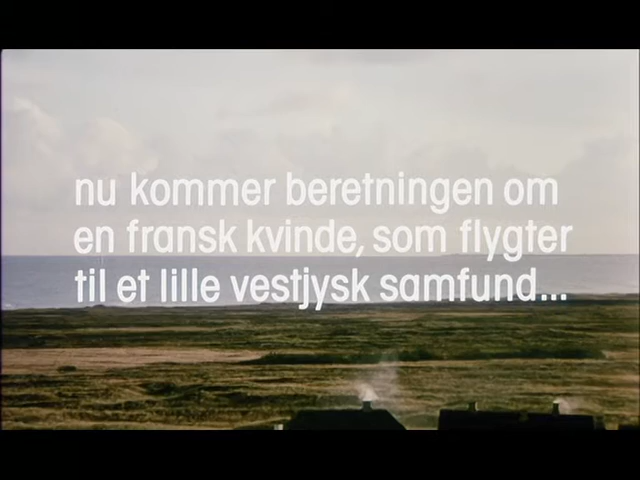 nu kommer beretningen om
en fransk kvinde, som flygter
til et lille vestjysk samfund...